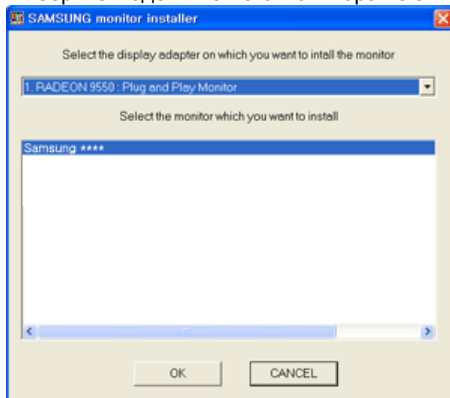 SAMSUNG monitor installer
Select the display adapter on which you want to intall the monitor
1. RADEON 9550 : Plug and Play Monitor
Select the monitor which you want to install
Samsung ****
OK
CANCEL